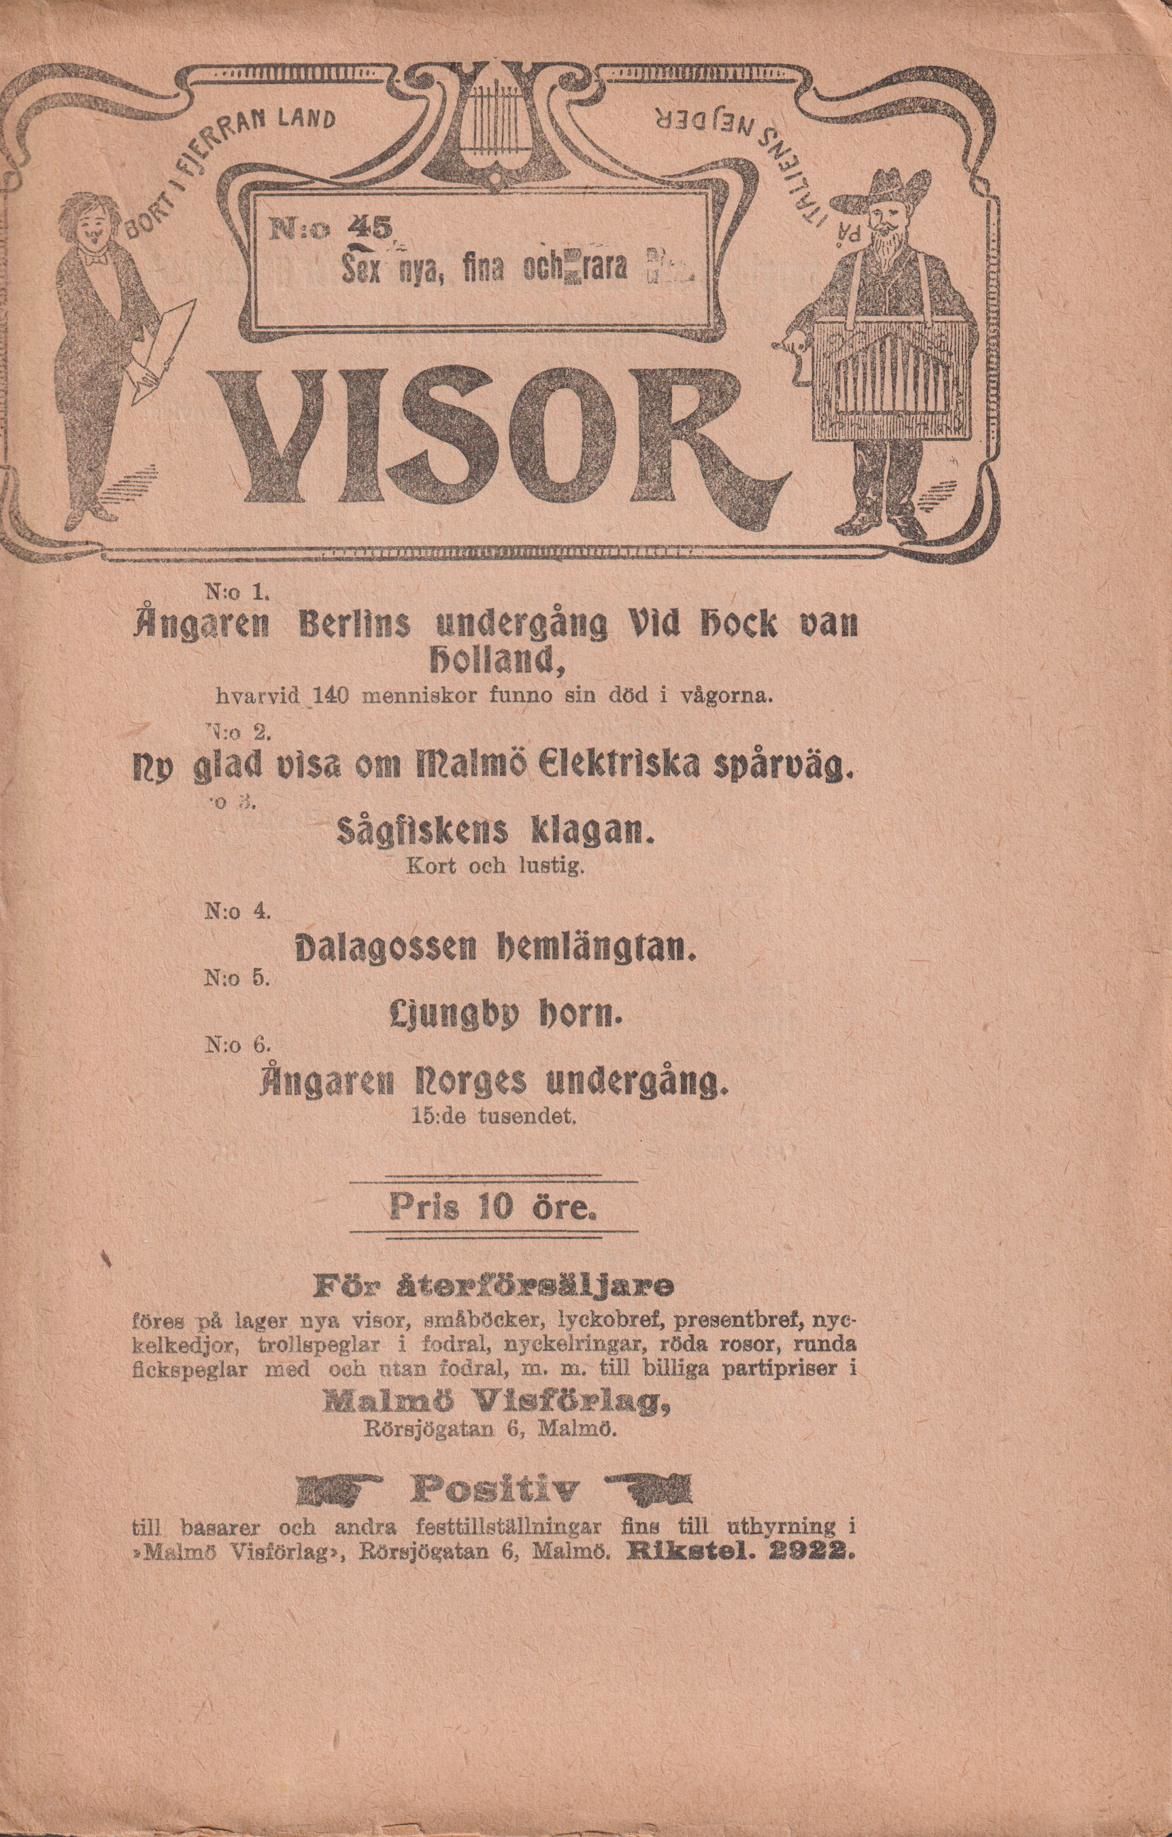 BORT I FJERRAN LAND
PÅ ITALIENS NEJDER
N:o 45
Sex nya, fina och rara
VISOR
N:o 1.
Ångaren Berlins undergång Vid Hock van
Holland,
hvarvid 140 menniskor funno sin död i vågorna.
N:o 2.
Ny glad visa om Malmö Elektriska spårväg.
o 3.
Sågfiskens klagan.
Kort och lustig.
N:o 4.
Dalagossen hemlängtan.
N:o 5.
Ljungby horn.
N:o 6.
Ångaren Norges undergång.
15:de tusendet.
Pris 10 öre.
För återförsäljare
föres på lager nya visor, småböcker, lyckobref, presentbref, nyc-
kelkedjor, trollspeglar i fodral, nyckelringar, röda rosor, runda
fickspeglar med och utan fodral, m. m. till billiga partipriser i
Malmö Visförlag,
Rörsjögatan 6, Malmö.
Positiv
till basarer och andra festtillställningar fins till uthyrning i
»Malmö Visförlag», Rörsjögatan 6, Malmö. Rikstel. 2922.